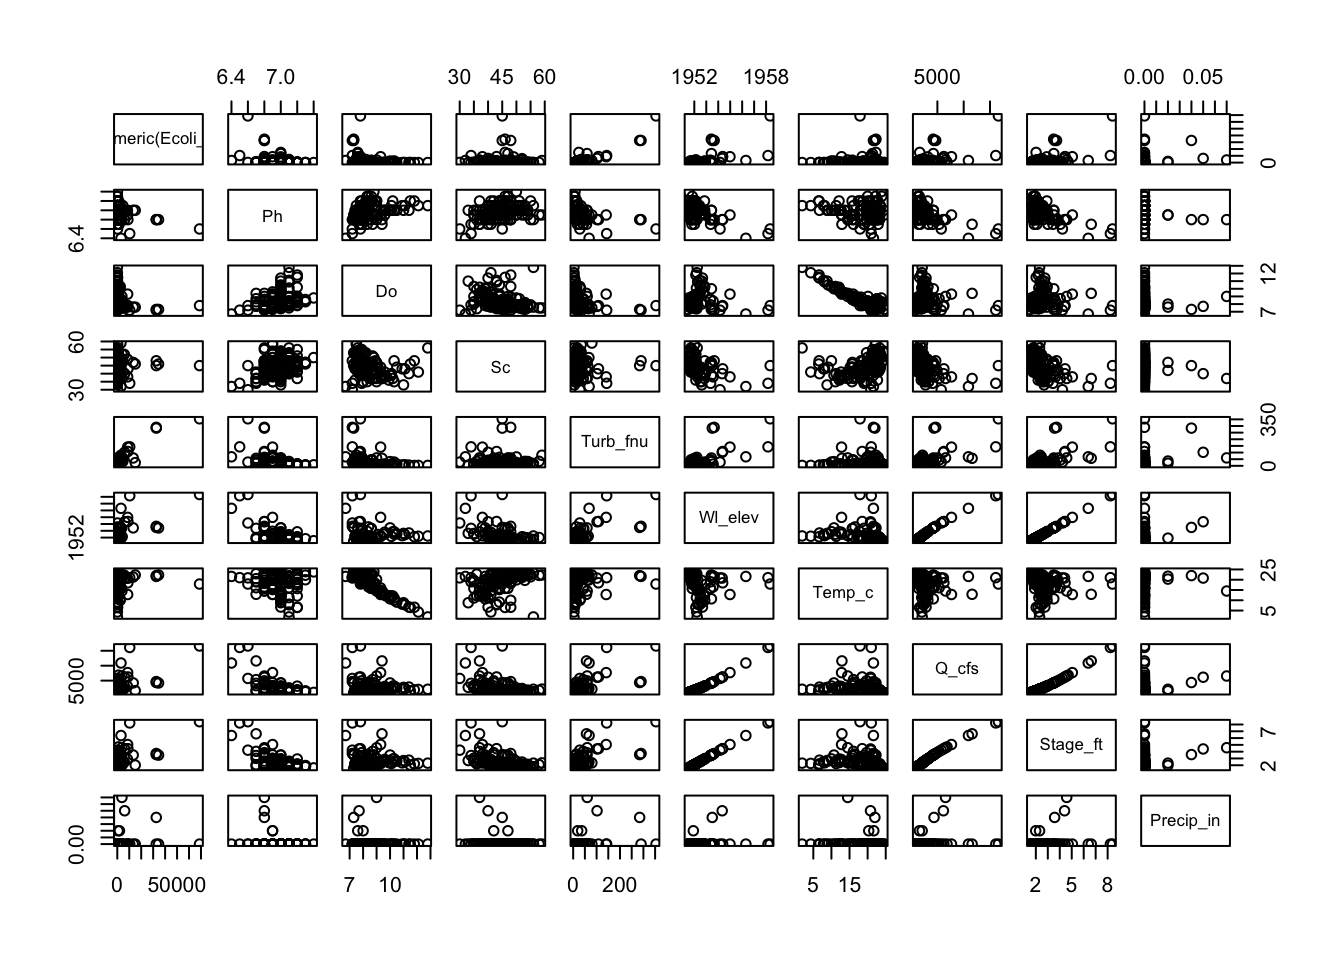 6.4 7.0 30 45 60 1952 1958 5000 0.00 0.05
meric(Ecoli_ 0
6.4 Ph
Do 7 12
30 60 Sc
Turb_fnu 0 350
1952 Wl_elev
Temp_c 5 25
5000 Q_cfs
Stage_ft 2 7
0.00 Precip_in
0 50000 7 10 0 200 5 15 2 5 8